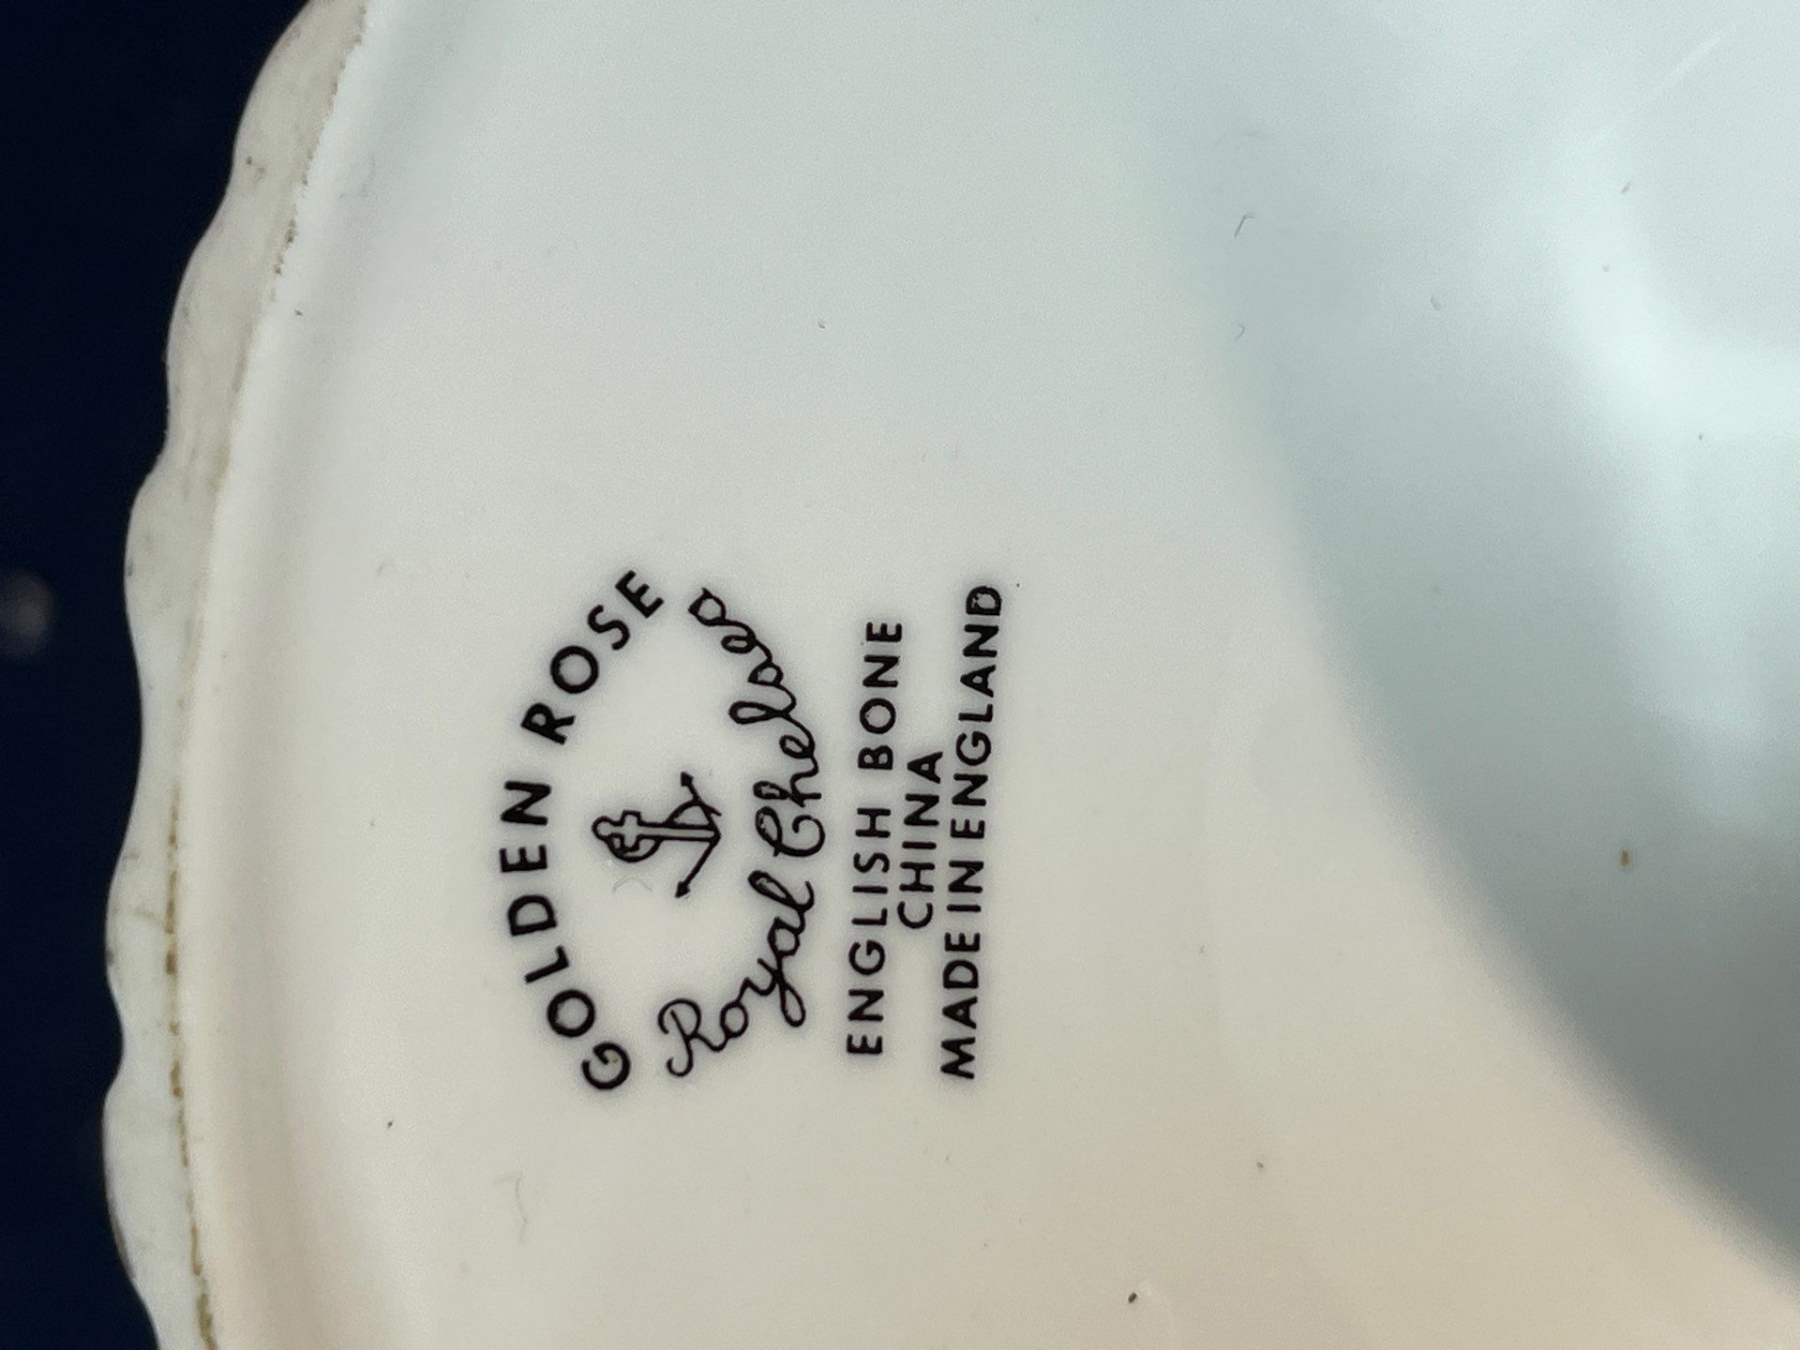 GOLDEN ROSE
Royal Chelsea
ENGLISH BONE
CHINA
MADE IN ENGLAND